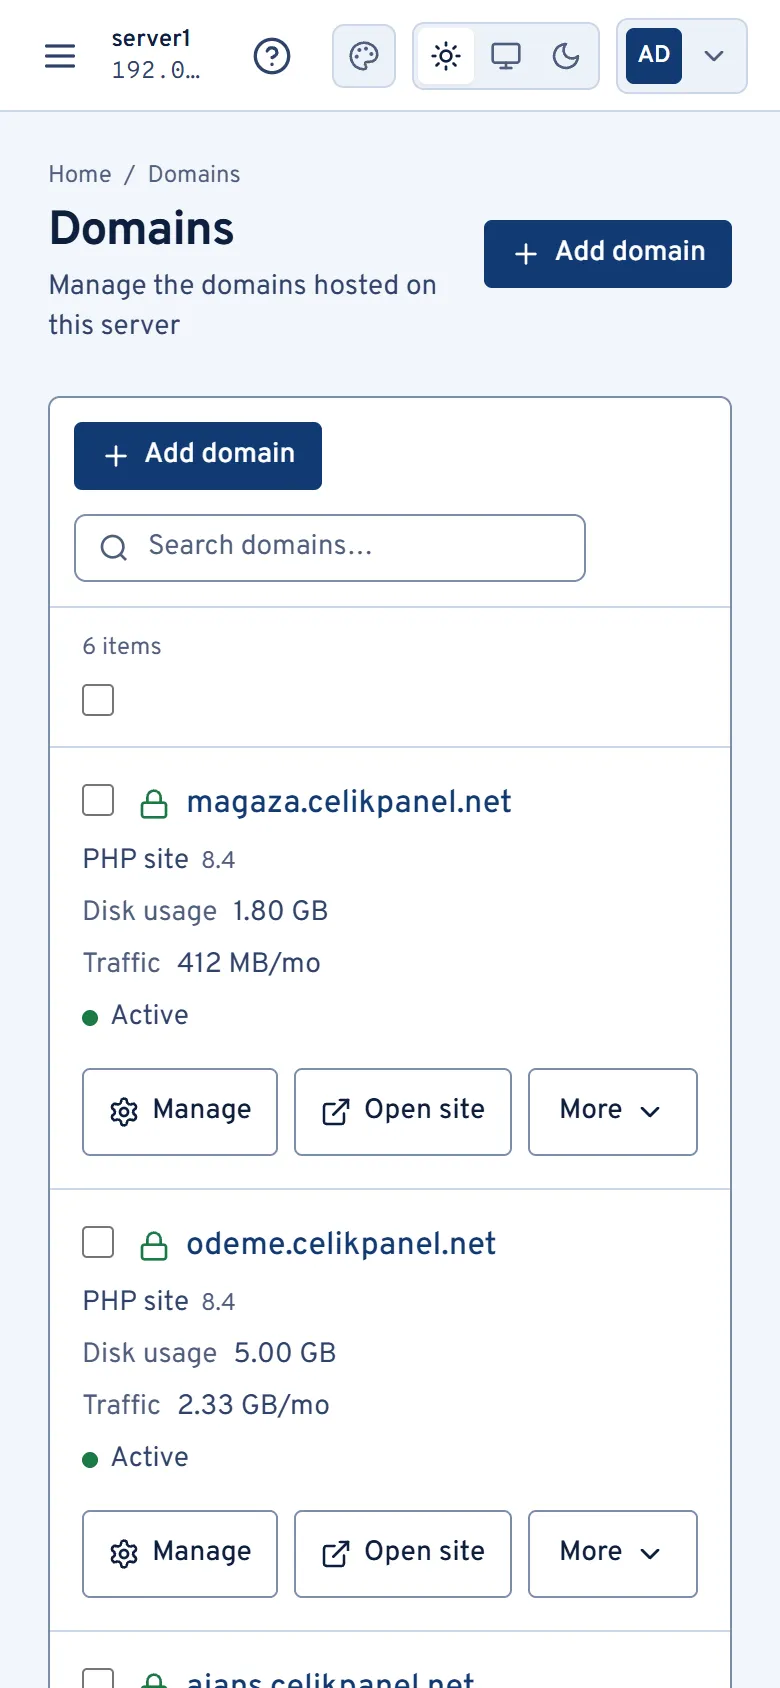 server1
192.0…
AD
Home / Domains
Domains
Manage the domains hosted on
this server
Add domain
Add domain
Search domains…
6 items
magaza.celikpanel.net
PHP site 8.4
Disk usage 1.80 GB
Traffic 412 MB/mo
Active
Manage
Open site
More
odeme.celikpanel.net
PHP site 8.4
Disk usage 5.00 GB
Traffic 2.33 GB/mo
Active
Manage
Open site
More
ajans.celikpanel.net